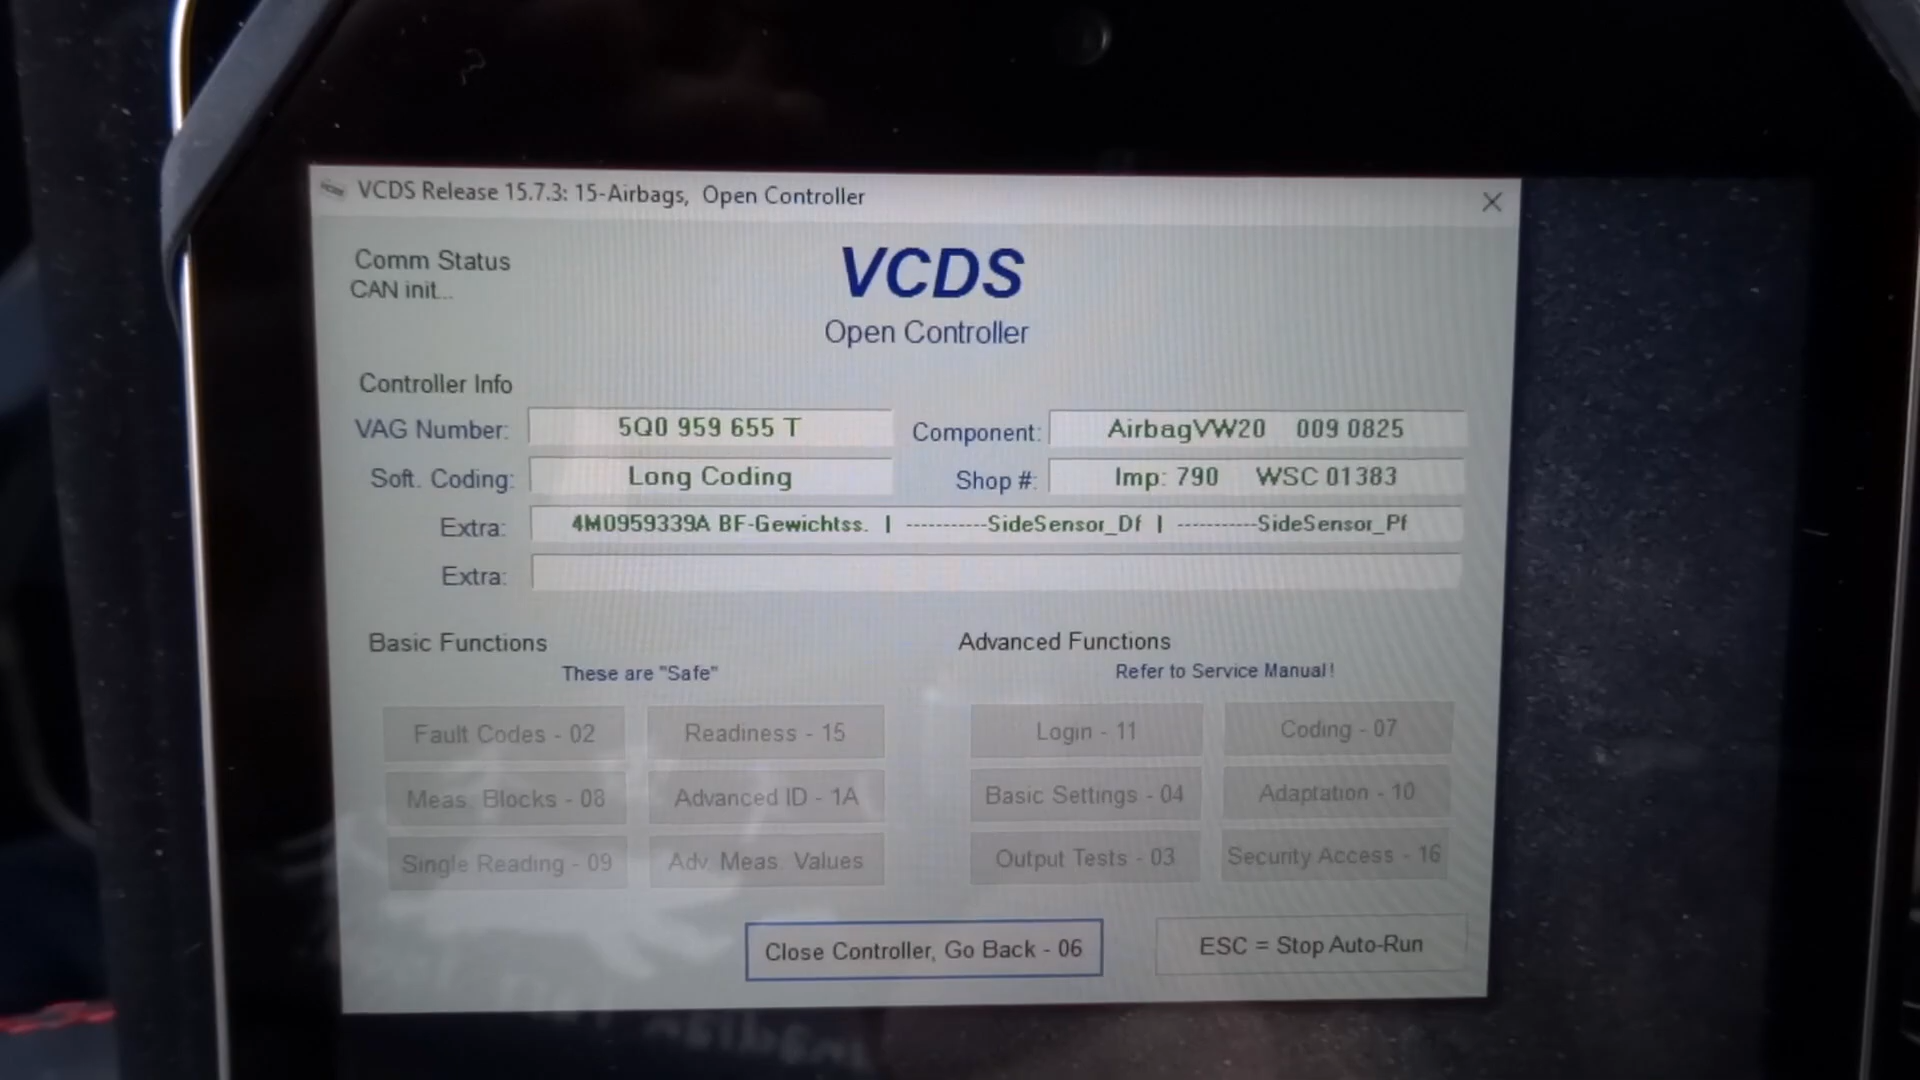 VCDS Release 15.7.3: 15-Airbags, Open Controller
Comm Status
CAN init...
VCDS
Open Controller
Controller Info
VAG Number: 5Q0 959 655 T Component: AirbagVW20 009 0825
Soft. Coding: Long Coding Shop #: Imp: 790 WSC 01383
Extra: 4M0959339A BF-Gewichtss. | -----------SideSensor_Df | -----------SideSensor_Pf
Extra:
Basic Functions
These are "Safe"
Advanced Functions
Refer to Service Manual!
Fault Codes - 02 Readiness - 15 Login - 11 Coding - 07
Meas. Blocks - 08 Advanced ID - 1A Basic Settings - 04 Adaptation - 10
Single Reading - 09 Adv. Meas. Values Output Tests - 03 Security Access - 16
Close Controller, Go Back - 06 ESC = Stop Auto-Run